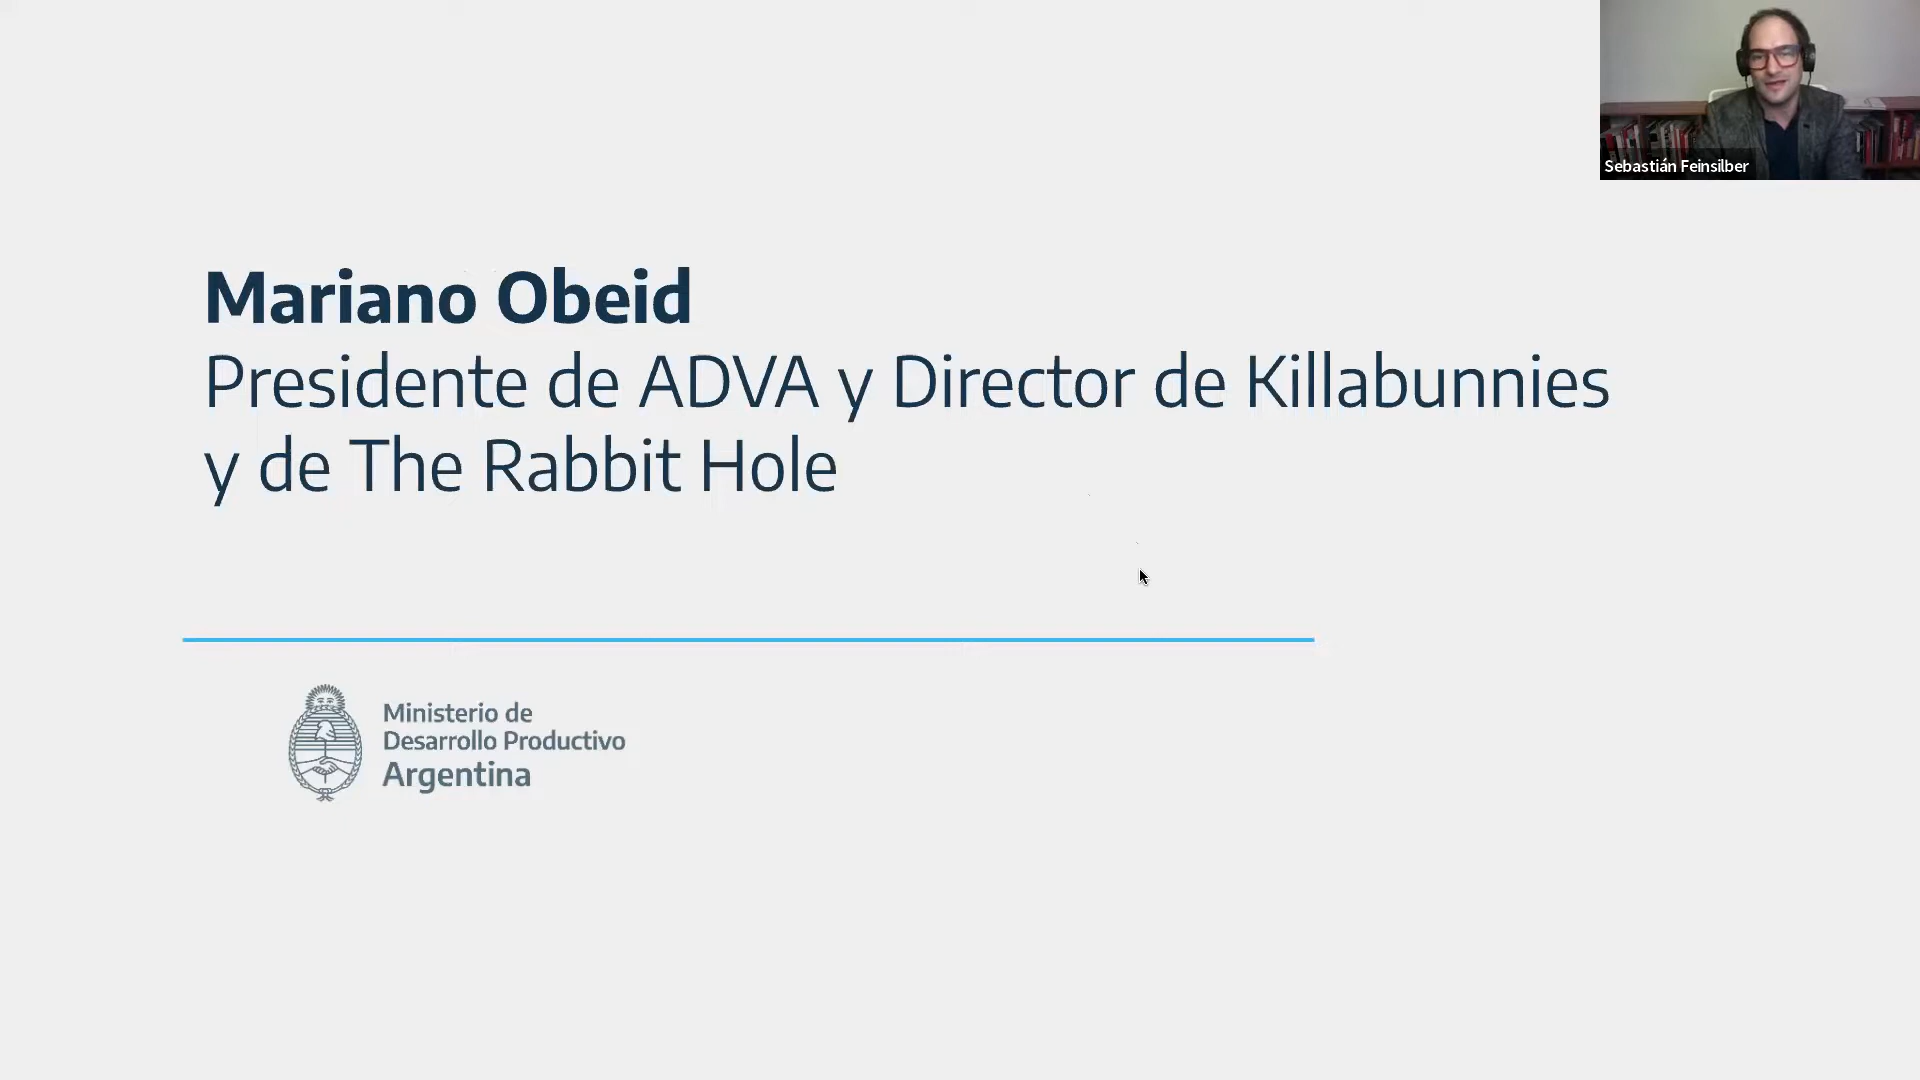 Sebastián Feinsilber
Mariano Obeid
Presidente de ADVA y Director de Killabunnies
y de The Rabbit Hole
Ministerio de
Desarrollo Productivo
Argentina